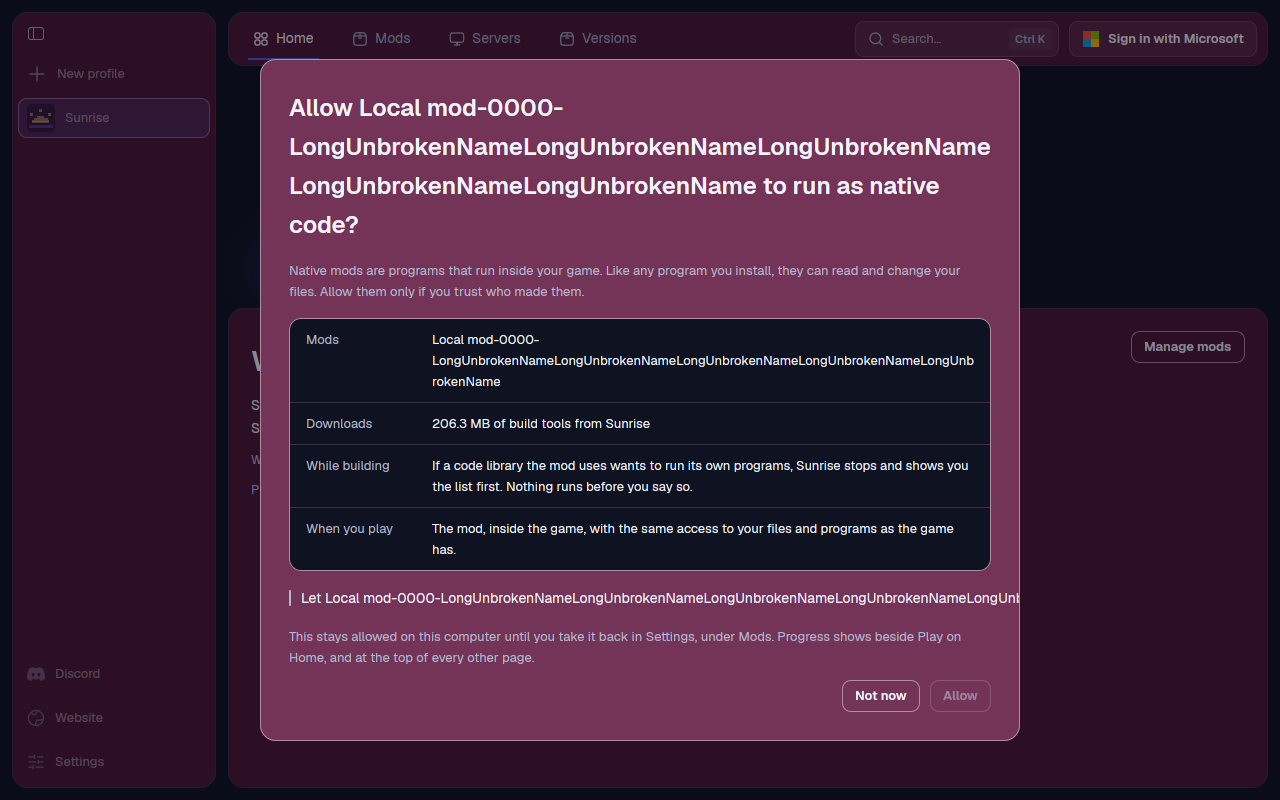 Home
Mods
Servers
Versions
Search...
Ctrl K
Sign in with Microsoft
New profile
Sunrise
Allow Local mod-0000-
LongUnbrokenNameLongUnbrokenNameLongUnbrokenName
LongUnbrokenNameLongUnbrokenName to run as native
code?
Native mods are programs that run inside your game. Like any program you install, they can read and change your
files. Allow them only if you trust who made them.
Manage mods
Mods
Local mod-0000-
LongUnbrokenNameLongUnbrokenNameLongUnbrokenNameLongUnbrokenNameLongUnb
rokenName
Downloads
206.3 MB of build tools from Sunrise
While building
If a code library the mod uses wants to run its own programs, Sunrise stops and shows you
the list first. Nothing runs before you say so.
When you play
The mod, inside the game, with the same access to your files and programs as the game
has.
Let Local mod-0000-LongUnbrokenNameLongUnbrokenNameLongUnbrokenNameLongUnbrokenNameLongUnb
This stays allowed on this computer until you take it back in Settings, under Mods. Progress shows beside Play on
Home, and at the top of every other page.
Not now
Allow
Discord
Website
Settings